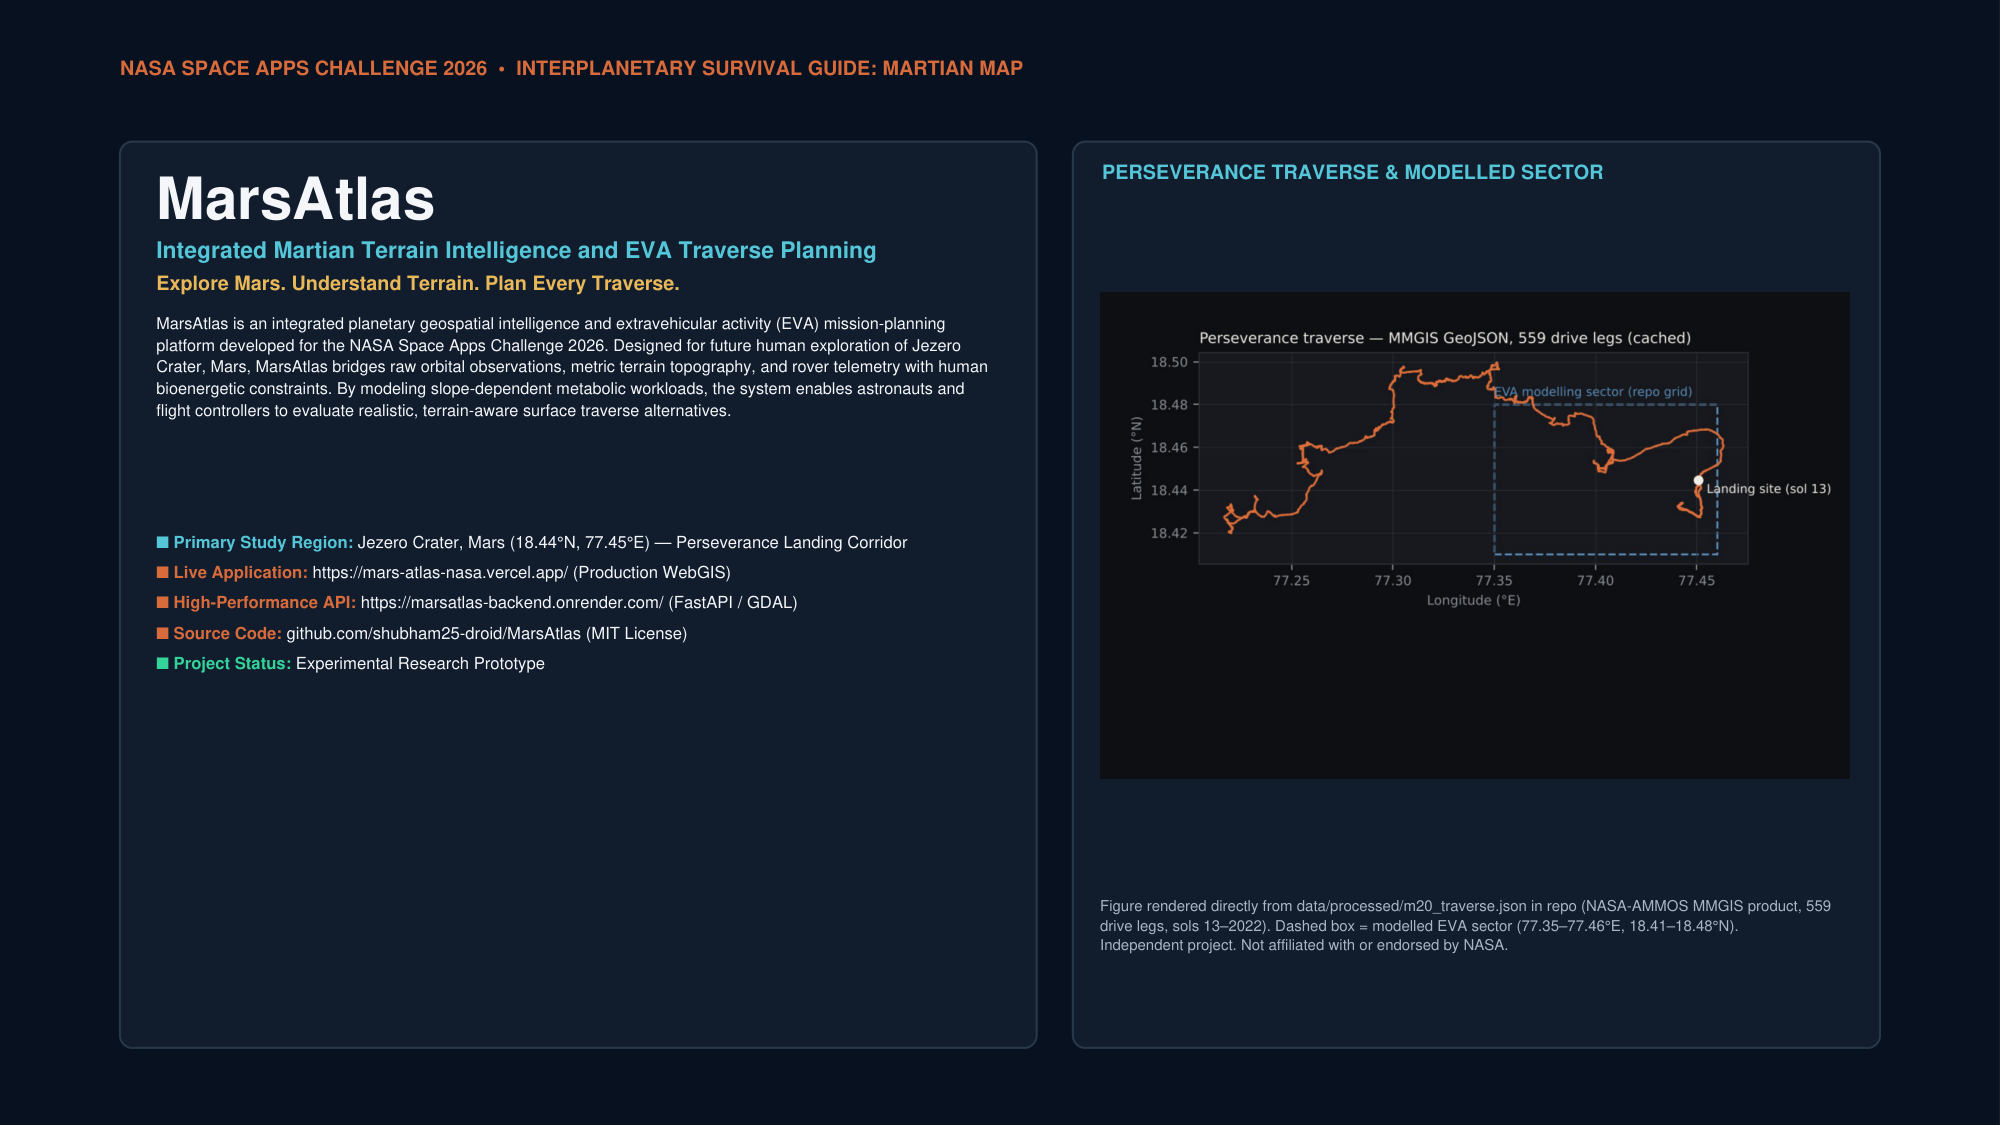 NASA SPACE APPS CHALLENGE 2026 • INTERPLANETARY SURVIVAL GUIDE: MARTIAN MAP
MarsAtlas
Integrated Martian Terrain Intelligence and EVA Traverse Planning
Explore Mars. Understand Terrain. Plan Every Traverse.
MarsAtlas is an integrated planetary geospatial intelligence and extravehicular activity (EVA) mission-planning
platform developed for the NASA Space Apps Challenge 2026. Designed for future human exploration of Jezero
Crater, Mars, MarsAtlas bridges raw orbital observations, metric terrain topography, and rover telemetry with human
bioenergetic constraints. By modeling slope-dependent metabolic workloads, the system enables astronauts and
flight controllers to evaluate realistic, terrain-aware surface traverse alternatives.
■ Primary Study Region: Jezero Crater, Mars (18.44°N, 77.45°E) — Perseverance Landing Corridor
■ Live Application: https://mars-atlas-nasa.vercel.app/ (Production WebGIS)
■ High-Performance API: https://marsatlas-backend.onrender.com/ (FastAPI / GDAL)
■ Source Code: github.com/shubham25-droid/MarsAtlas (MIT License)
■ Project Status: Experimental Research Prototype
PERSEVERANCE TRAVERSE & MODELLED SECTOR
Perseverance traverse — MMGIS GeoJSON, 559 drive legs (cached)
18.50
EVA modelling sector (repo grid)
18.48
18.46
Latitude (°N)
18.44
Landing site (sol 13)
18.42
77.25 77.30 77.35 77.40 77.45
Longitude (°E)
Figure rendered directly from data/processed/m20_traverse.json in repo (NASA-AMMOS MMGIS product, 559
drive legs, sols 13–2022). Dashed box = modelled EVA sector (77.35–77.46°E, 18.41–18.48°N).
Independent project. Not affiliated with or endorsed by NASA.